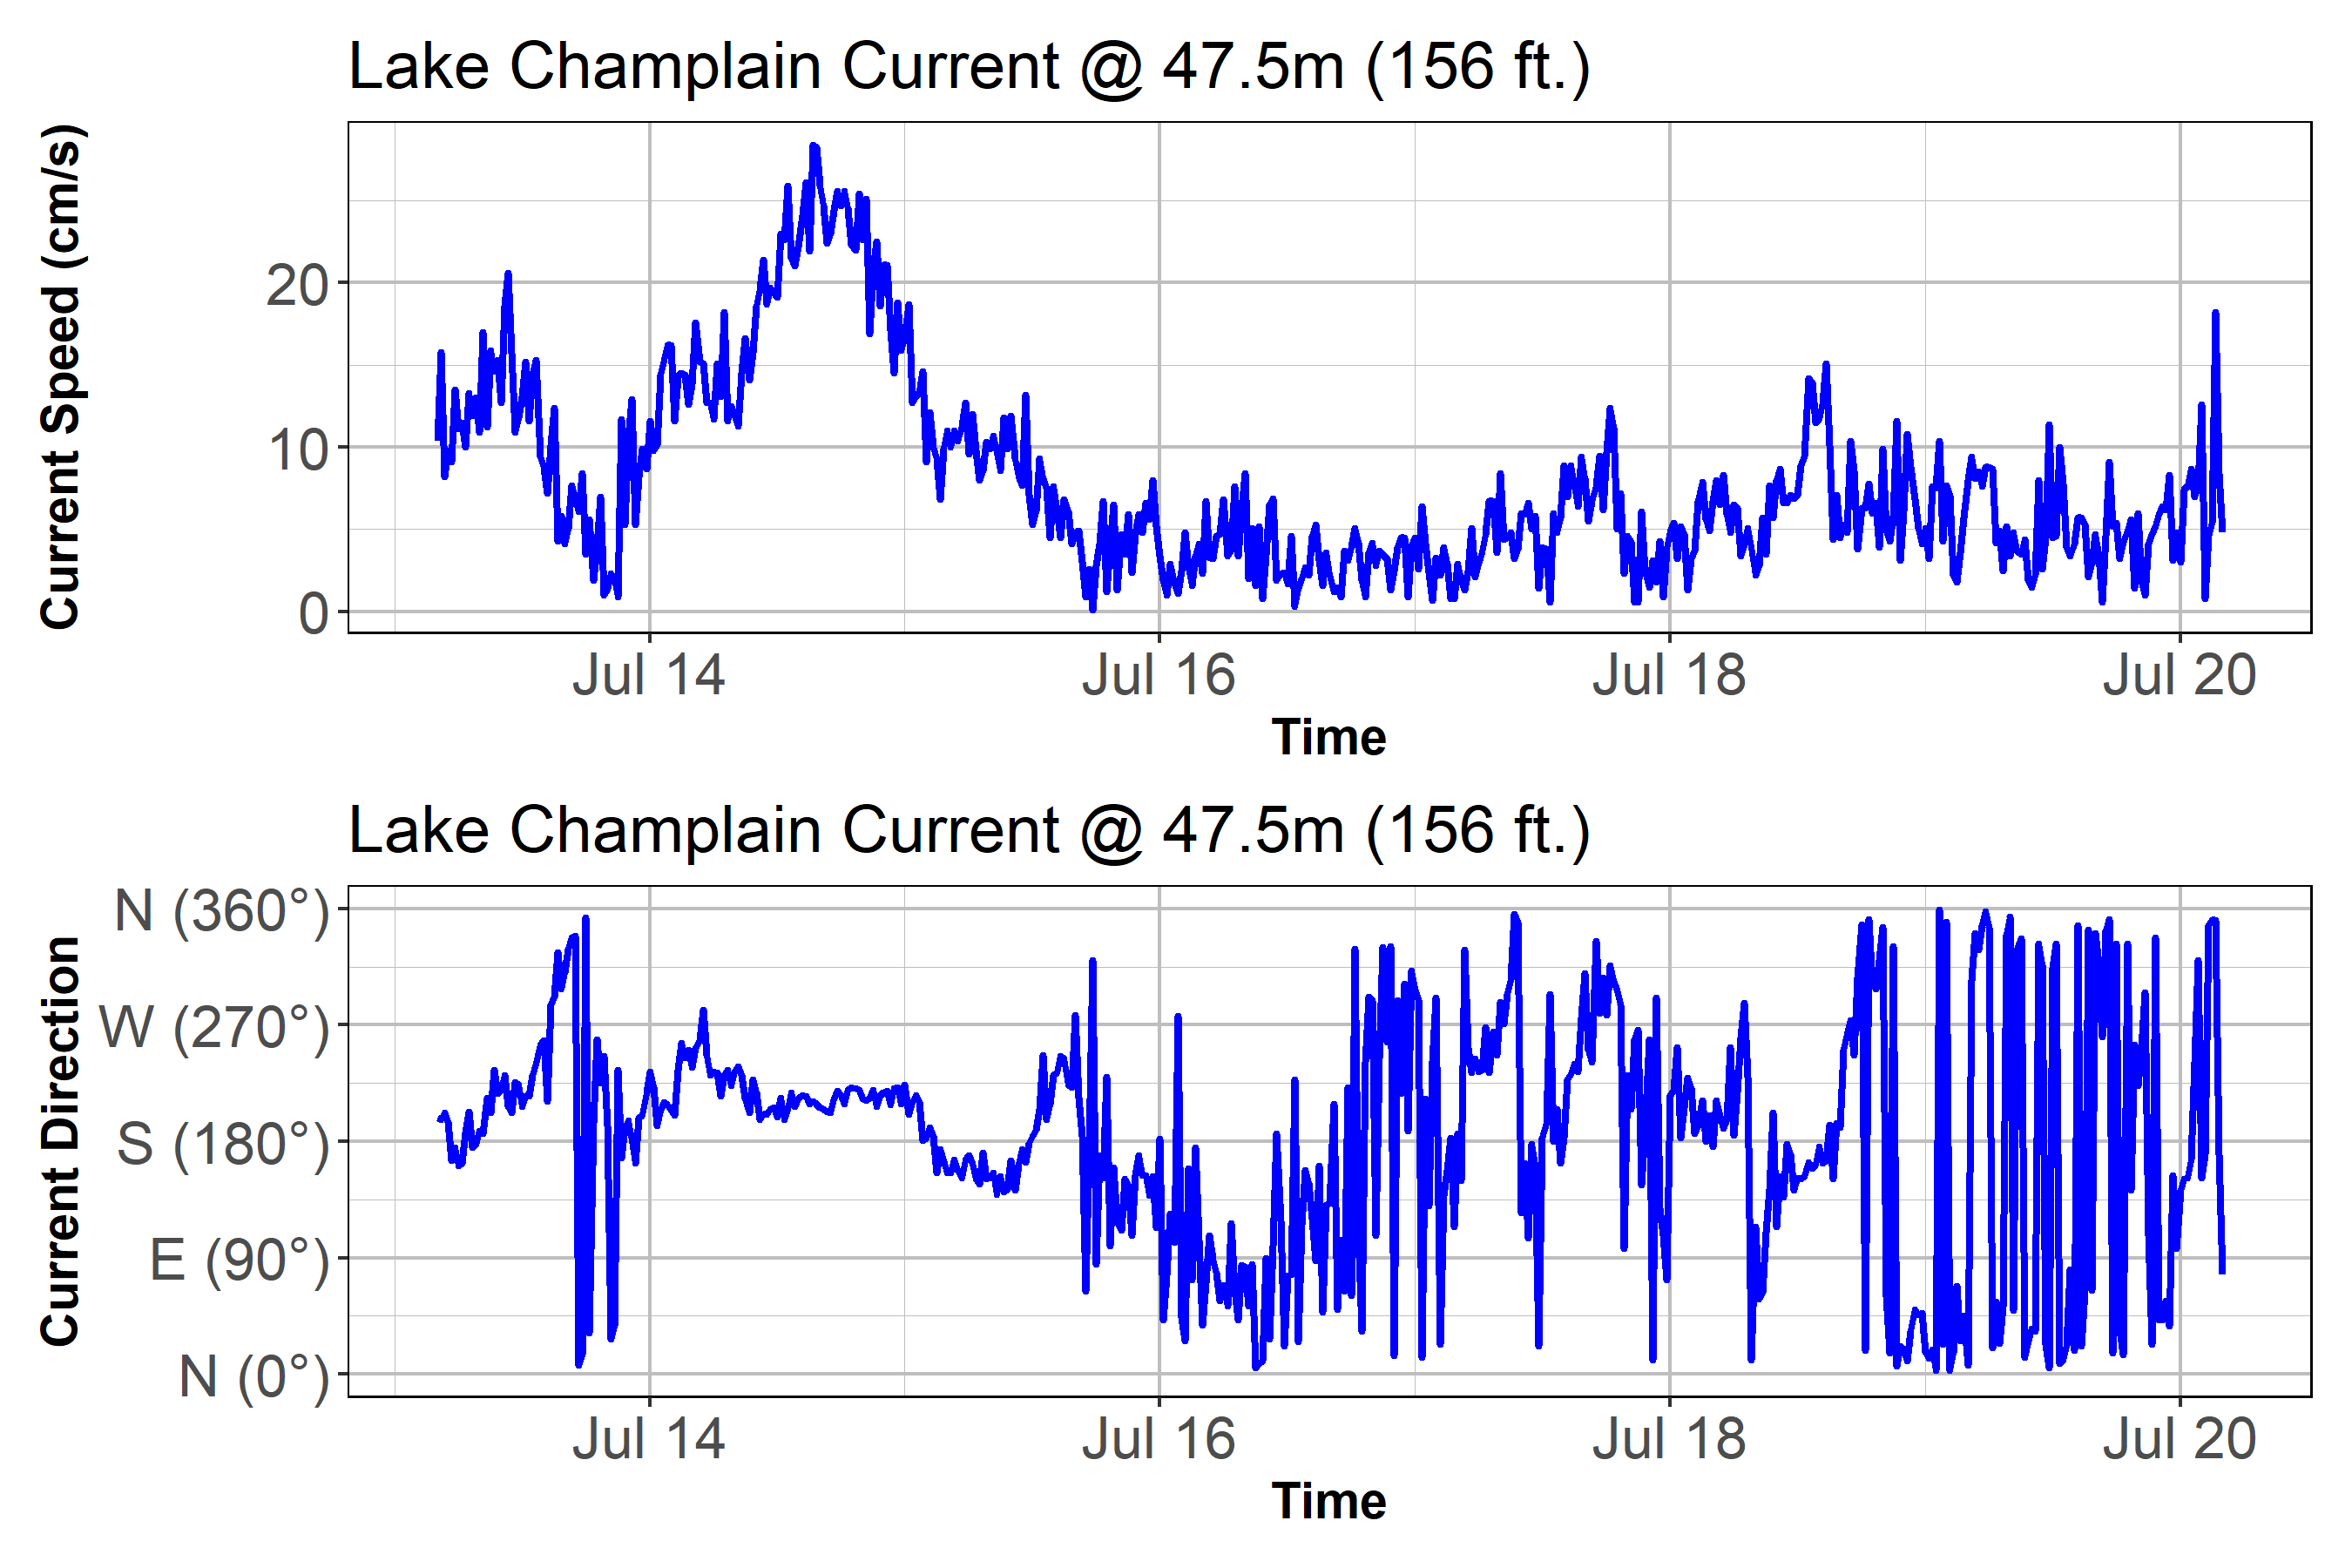 Lake Champlain Current @ 47.5m (156 ft.)
Current Speed (cm/s)
20
10
0
Jul 14 Jul 16 Jul 18 Jul 20
Time
Lake Champlain Current @ 47.5m (156 ft.)
Current Direction
N (360°)
W (270°)
S (180°)
E (90°)
N (0°)
Jul 14 Jul 16 Jul 18 Jul 20
Time